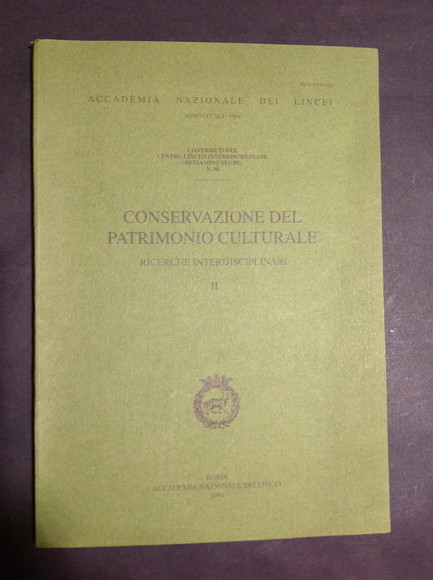 ACCADEMIA NAZIONALE DEI LINCEI
CONTRIBUTI DEL
CENTRO LINCEO INTERDISCIPLINARE
«BENIAMINO SEGRE»
CONSERVAZIONE DEL
PATRIMONIO CULTURALE
RICERCHE INTERDISCIPLINARI
II
ROMA
ACCADEMIA NAZIONALE DEI LINCEI